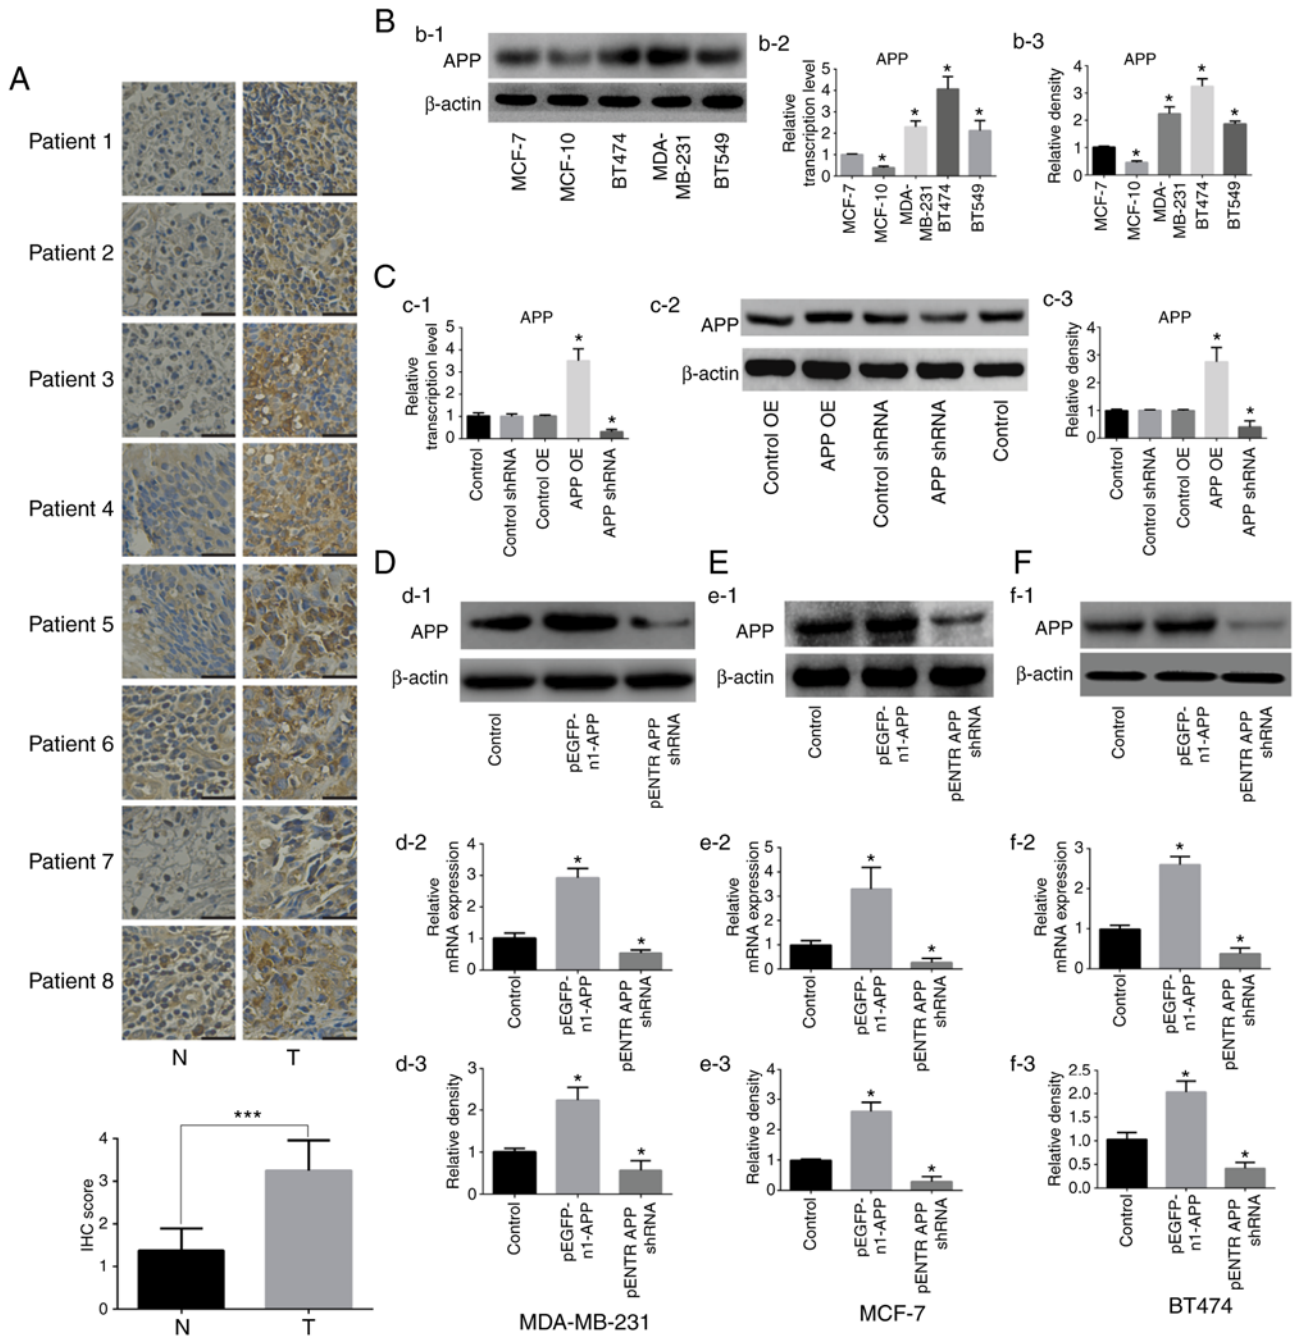 A
Patient 1
Patient 2
Patient 3
Patient 4
Patient 5
Patient 6
Patient 7
Patient 8
N
T
***
IHC score
4
3
2
1
0
N
T
B
b-1
APP
β-actin
MCF-7
MCF-10
BT474
MDA-
MB-231
BT549
b-2
APP
Relative
transcription level
5
4
3
2
1
0
*
*
*
*
MCF-7
MCF-10
MDA-
MB-231
BT474
BT549
b-3
APP
Relative density
4
3
2
1
0
*
*
*
*
MCF-7
MCF-10
MDA-
MB-231
BT474
BT549
C
c-1
APP
Relative
transcription level
5
4
3
2
1
0
*
*
Control
Control shRNA
Control OE
APP OE
APP shRNA
c-2
APP
β-actin
Control OE
APP OE
Control shRNA
APP shRNA
Control
c-3
APP
Relative density
4
3
2
1
0
*
*
Control
Control shRNA
Control OE
APP OE
APP shRNA
D
d-1
APP
β-actin
Control
pEGFP-
n1-APP
pENTR APP
shRNA
d-2
Relative
mRNA expression
4
3
2
1
0
*
*
Control
pEGFP-
n1-APP
pENTR APP
shRNA
d-3
Relative density
3
2
1
0
*
*
Control
pEGFP-
n1-APP
pENTR APP
shRNA
MDA-MB-231
E
e-1
APP
β-actin
Control
pEGFP-
n1-APP
pENTR APP
shRNA
e-2
Relative
mRNA expression
5
4
3
2
1
0
*
*
Control
pEGFP-
n1-APP
pENTR APP
shRNA
e-3
Relative density
4
3
2
1
0
*
*
Control
pEGFP-
n1-APP
pENTR APP
shRNA
MCF-7
F
f-1
APP
β-actin
Control
pEGFP-
n1-APP
pENTR APP
shRNA
f-2
Relative
mRNA expression
3
2
1
0
*
*
Control
pEGFP-
n1-APP
pENTR APP
shRNA
f-3
Relative density
2.5
2.0
1.5
1.0
0.5
0.0
*
*
Control
pEGFP-
n1-APP
pENTR APP
shRNA
BT474